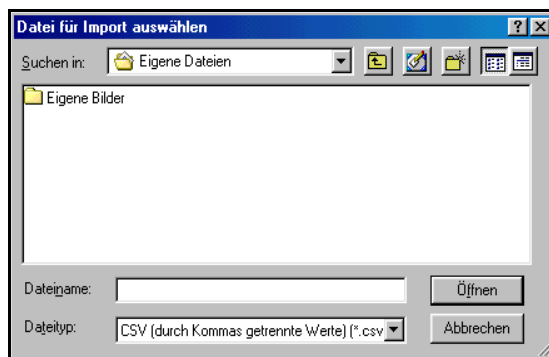 Datei für Import auswählen
Suchen in: Eigene Dateien
Eigene Bilder
Dateiname: Öffnen
Dateityp: CSV (durch Kommas getrennte Werte) (*.csv Abbrechen